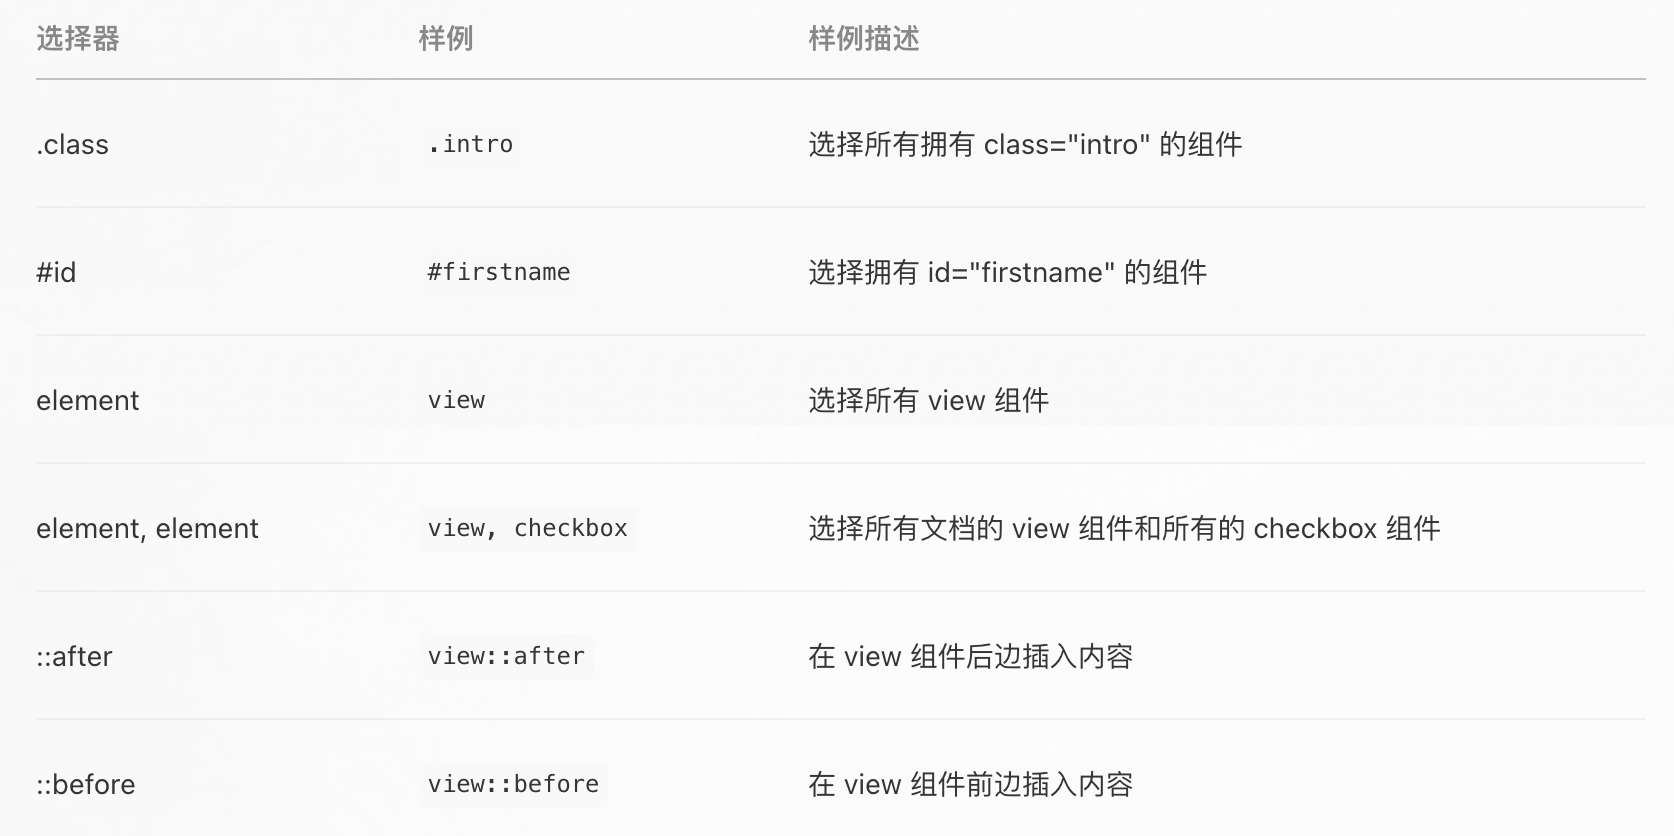 选择器 样例 样例描述
.class .intro 选择所有拥有 class="intro" 的组件
#id #firstname 选择拥有 id="firstname" 的组件
element view 选择所有 view 组件
element, element view, checkbox 选择所有文档的 view 组件和所有的 checkbox 组件
::after view::after 在 view 组件后边插入内容
::before view::before 在 view 组件前边插入内容